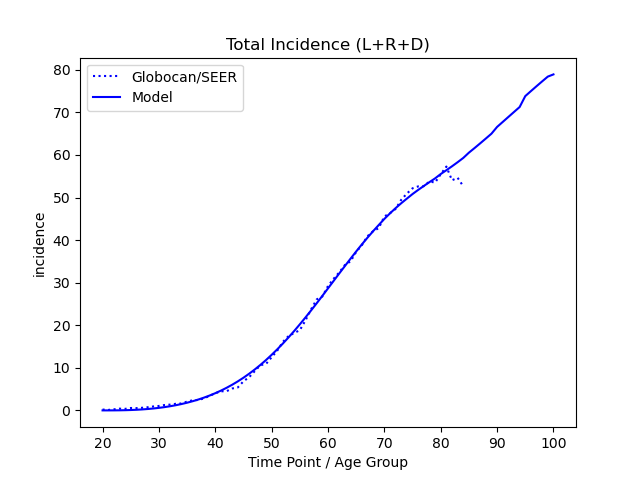 Total Incidence (L+R+D)
Globocan/SEER
Model
80
70
60
50
40
30
20
10
0
incidence
20 30 40 50 60 70 80 90 100
Time Point / Age Group